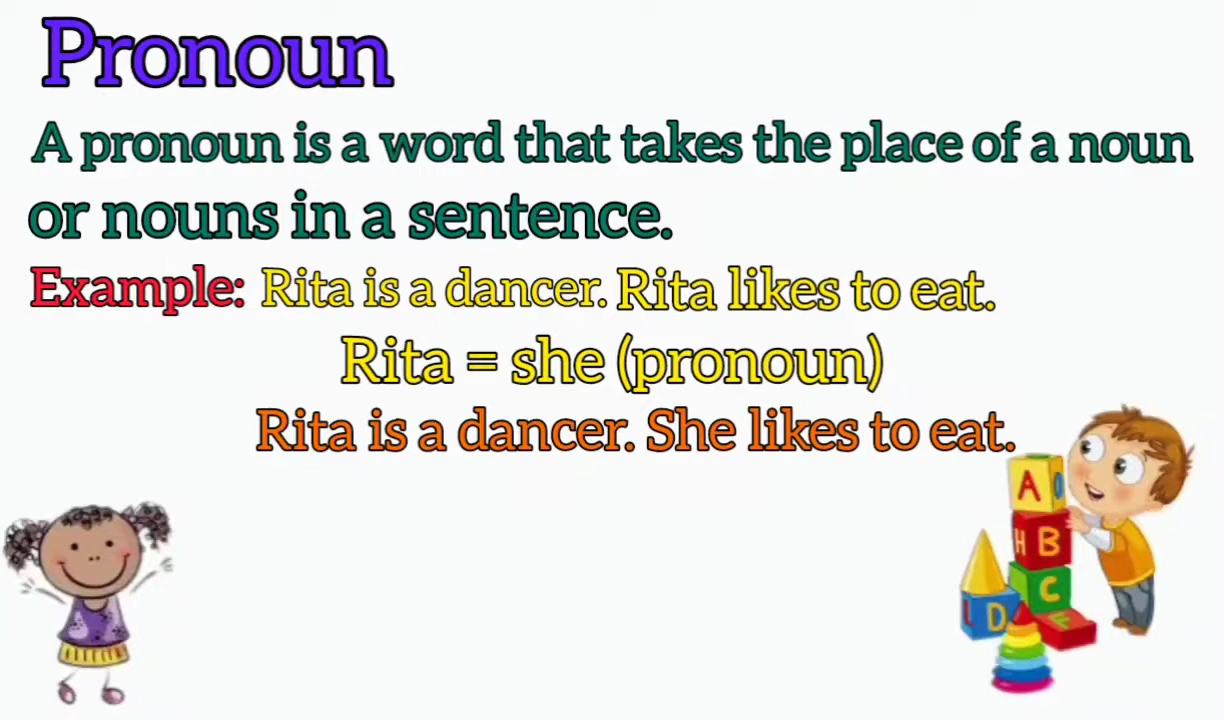 Pronoun
A pronoun is a word that takes the place of a noun
or nouns in a sentence.
Example: Rita is a dancer. Rita likes to eat.
Rita = she (pronoun)
Rita is a dancer. She likes to eat.
A
H B
C
L D F